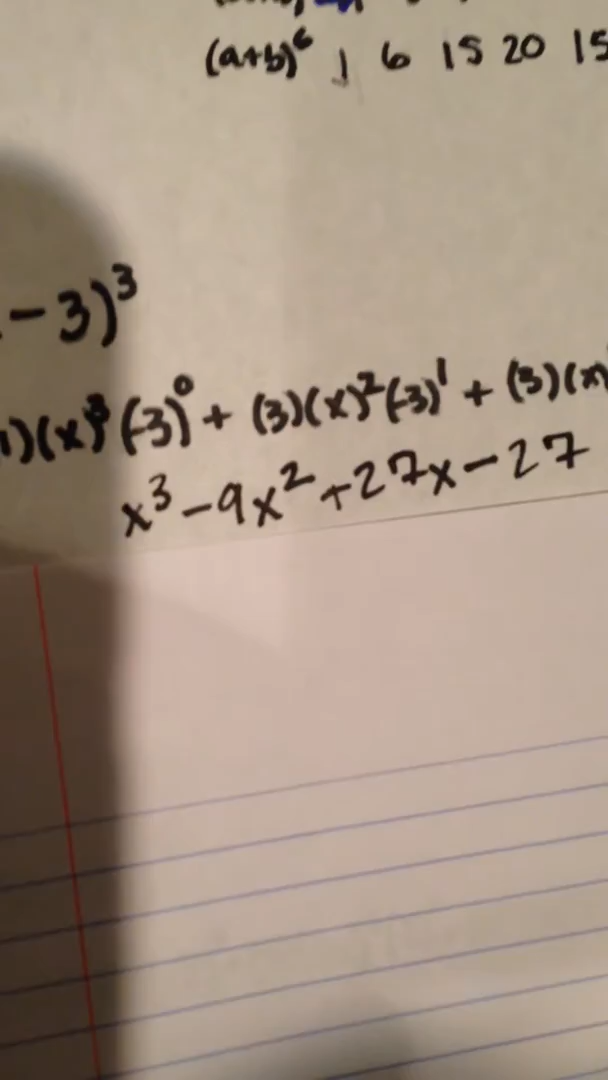 (a+b)⁶ 1 6 15 20 15
- 3)³
1)(x)³(-3)⁰ + (3)(x)²(-3)¹ + (3)(x)
x³-9x²+27x-27